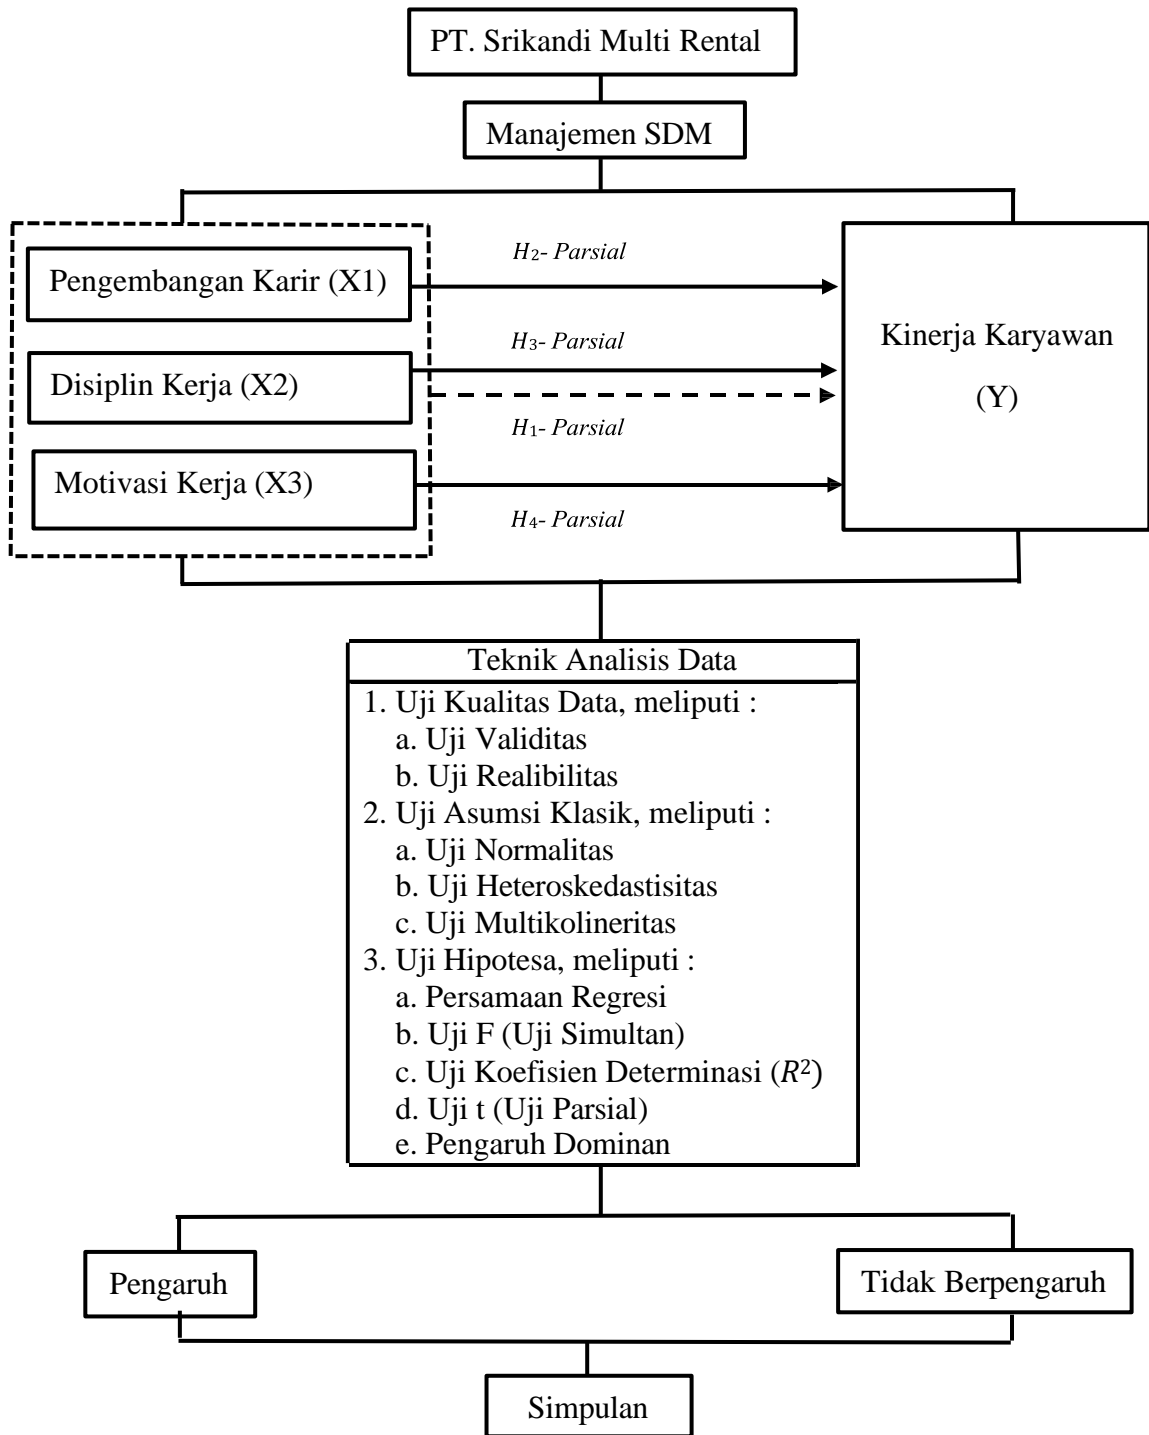 PT. Srikandi Multi Rental
Manajemen SDM
Pengembangan Karir (X1)
H2- Parsial
Disiplin Kerja (X2)
H3- Parsial
H1- Parsial
Motivasi Kerja (X3)
H4- Parsial
Kinerja Karyawan
(Y)
Teknik Analisis Data
1. Uji Kualitas Data, meliputi :
a. Uji Validitas
b. Uji Realibilitas
2. Uji Asumsi Klasik, meliputi :
a. Uji Normalitas
b. Uji Heteroskedastisitas
c. Uji Multikolineritas
3. Uji Hipotesa, meliputi :
a. Persamaan Regresi
b. Uji F (Uji Simultan)
c. Uji Koefisien Determinasi (R²)
d. Uji t (Uji Parsial)
e. Pengaruh Dominan
Pengaruh
Tidak Berpengaruh
Simpulan